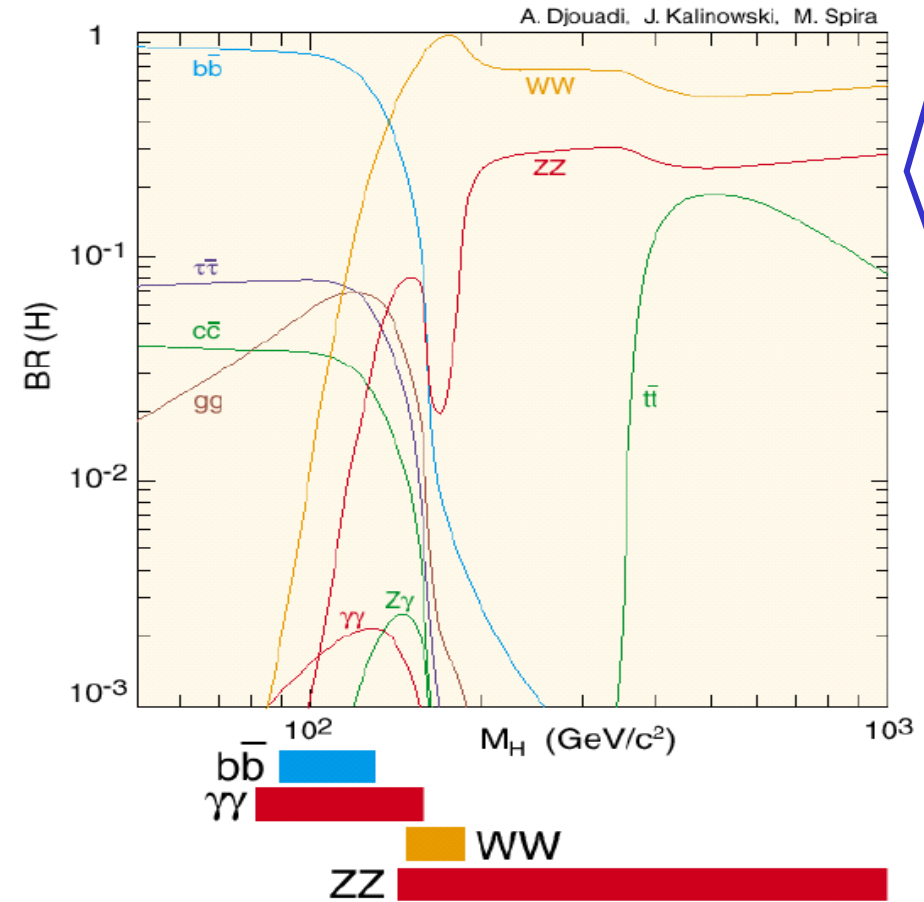 A. Djouadi, J. Kalinowski, M. Spira
1
bb̅
WW
ZZ
10⁻¹
ττ̅
cc̅
BR(H)
gg
tt̅
10⁻²
Zγ
γγ
10⁻³
10² M_H (GeV/c²) 10³
bb̅
γγ
WW
ZZ